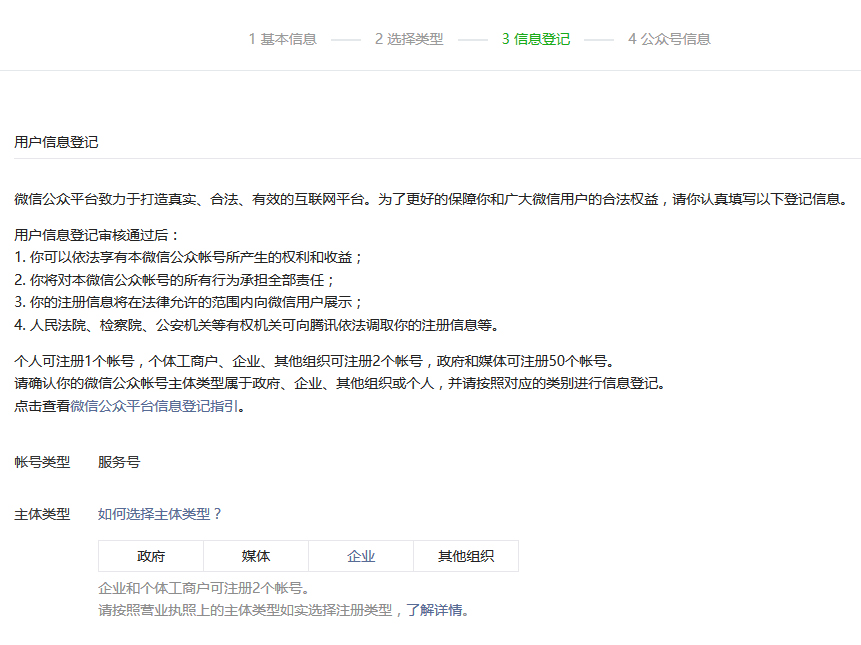 1 基本信息 2 选择类型 3 信息登记 4 公众号信息
用户信息登记
微信公众平台致力于打造真实、合法、有效的互联网平台。为了更好的保障你和广大微信用户的合法权益，请你认真填写以下登记信息。
用户信息登记审核通过后：
1. 你可以依法享有本微信公众帐号所产生的权利和收益；
2. 你将对本微信公众帐号的所有行为承担全部责任；
3. 你的注册信息将在法律允许的范围内向微信用户展示；
4. 人民法院、检察院、公安机关等有权机关可向腾讯依法调取你的注册信息等。
个人可注册1个帐号，个体工商户、企业、其他组织可注册2个帐号，政府和媒体可注册50个帐号。
请确认你的微信公众帐号主体类型属于政府、企业、其他组织或个人，并请按照对应的类别进行信息登记。
点击查看微信公众平台信息登记指引。
帐号类型 服务号
主体类型 如何选择主体类型？
政府 媒体 企业 其他组织
企业和个体工商户可注册2个帐号。
请按照营业执照上的主体类型如实选择注册类型，了解详情。